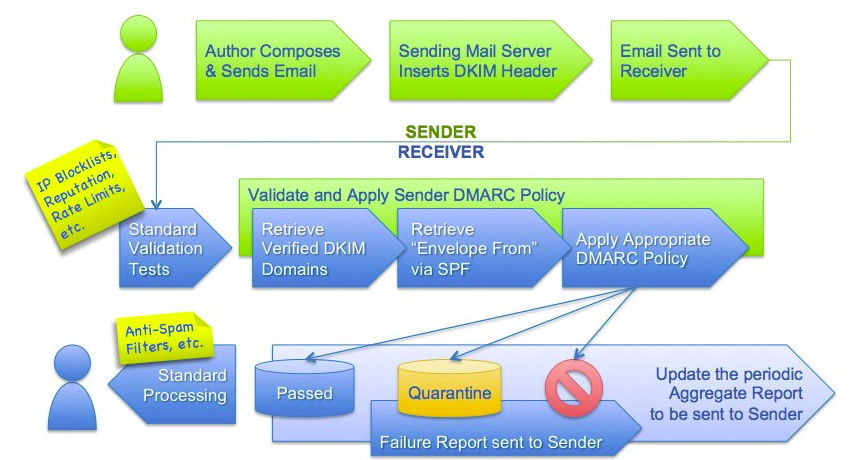 Author Composes
& Sends Email
Sending Mail Server
Inserts DKIM Header
Email Sent to
Receiver
SENDER
RECEIVER
IP Blocklists,
Reputation,
Rate Limits,
etc.
Validate and Apply Sender DMARC Policy
Standard
Validation
Tests
Retrieve
Verified DKIM
Domains
Retrieve
“Envelope From”
via SPF
Apply Appropriate
DMARC Policy
Anti-Spam
Filters, etc.
Standard
Processing
Passed
Quarantine
Update the periodic
Aggregate Report
to be sent to Sender
Failure Report sent to Sender